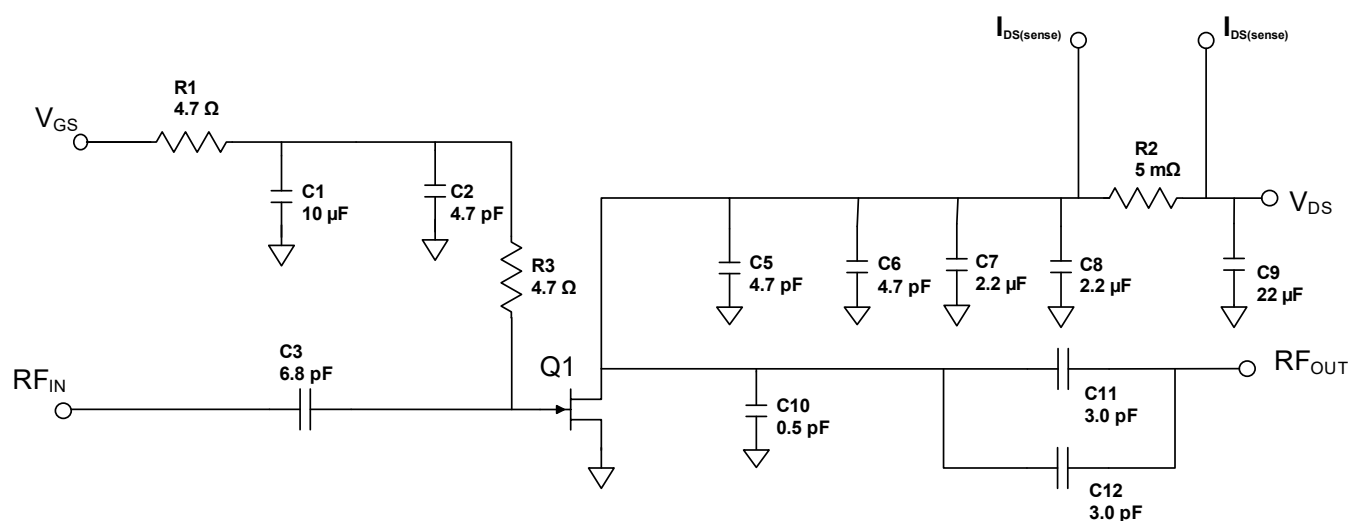 I_DS(sense)
I_DS(sense)
R1
4.7 Ω
V_GS
R2
5 mΩ
C1
10 µF
C2
4.7 pF
V_DS
R3
4.7 Ω
C5
4.7 pF
C6
4.7 pF
C7
2.2 µF
C8
2.2 µF
C9
22 µF
RF_IN
C3
6.8 pF
Q1
RF_OUT
C10
0.5 pF
C11
3.0 pF
C12
3.0 pF